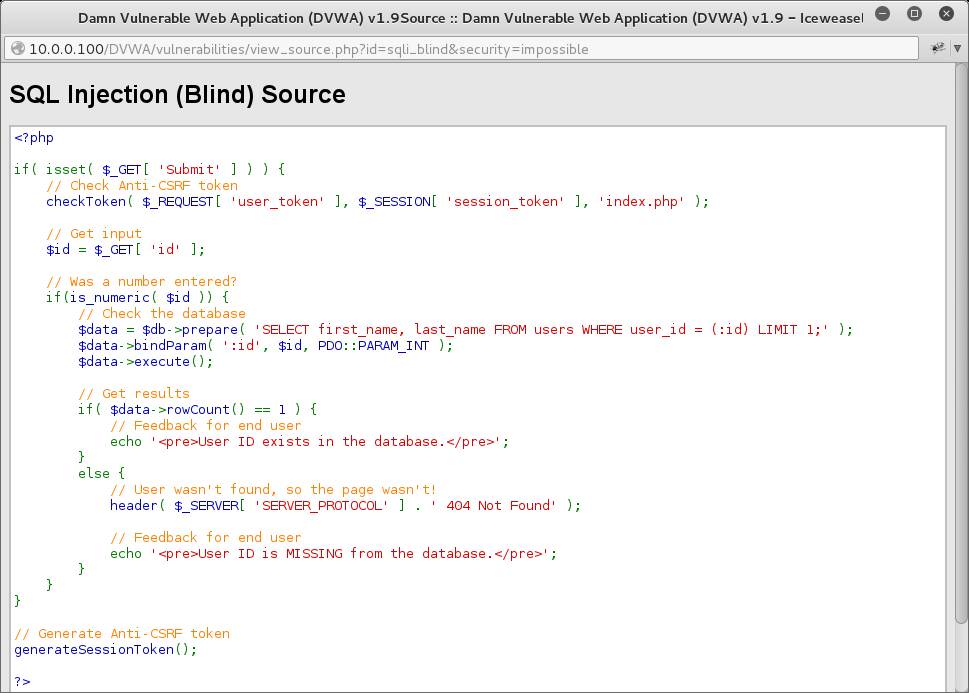 Damn Vulnerable Web Application (DVWA) v1.9Source :: Damn Vulnerable Web Application (DVWA) v1.9 - Iceweasel
10.0.0.100/DVWA/vulnerabilities/view_source.php?id=sqli_blind&security=impossible
SQL Injection (Blind) Source
<?php
if( isset( $_GET[ 'Submit' ] ) ) {
    // Check Anti-CSRF token
    checkToken( $_REQUEST[ 'user_token' ], $_SESSION[ 'session_token' ], 'index.php' );
    // Get input
    $id = $_GET[ 'id' ];
    // Was a number entered?
    if(is_numeric( $id )) {
        // Check the database
        $data = $db->prepare( 'SELECT first_name, last_name FROM users WHERE user_id = (:id) LIMIT 1;' );
        $data->bindParam( ':id', $id, PDO::PARAM_INT );
        $data->execute();
        // Get results
        if( $data->rowCount() == 1 ) {
            // Feedback for end user
            echo '<pre>User ID exists in the database.</pre>';
        }
        else {
            // User wasn't found, so the page wasn't!
            header( $_SERVER[ 'SERVER_PROTOCOL' ] . ' 404 Not Found' );
            // Feedback for end user
            echo '<pre>User ID is MISSING from the database.</pre>';
        }
    }
}
// Generate Anti-CSRF token
generateSessionToken();
?>